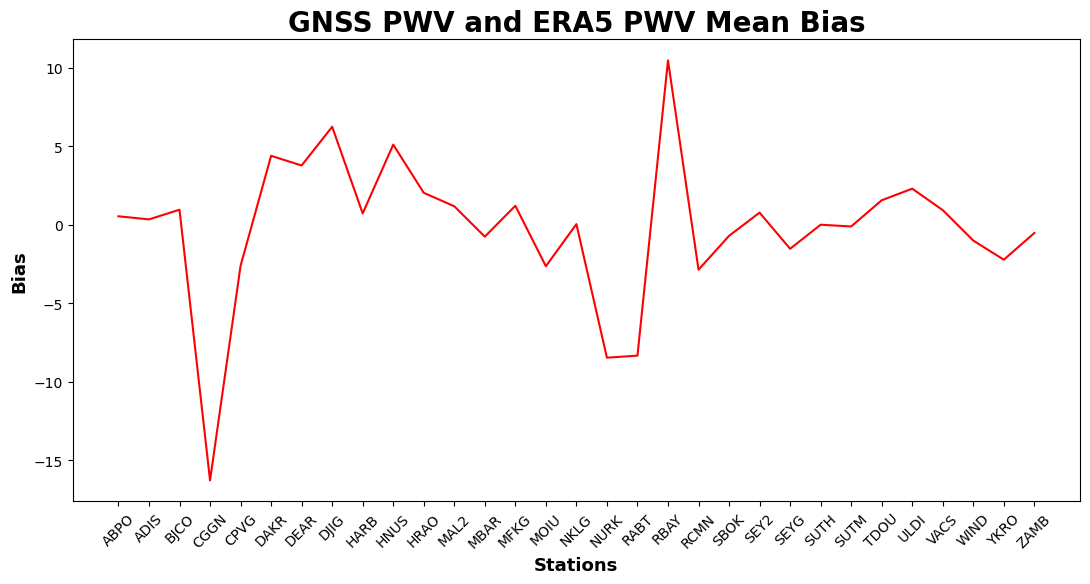 GNSS PWV and ERA5 PWV Mean Bias
10
5
0
−5
−10
−15
Bias
ABPO
ADIS
BJCO
CGGN
CPVG
DAKR
DEAR
DJIG
HARB
HNUS
HRAO
MAL2
MBAR
MFKG
MOIU
NKLG
NURK
RABT
RBAY
RCMN
SBOK
SEY2
SEYG
SUTH
SUTM
TDOU
ULDI
VACS
WIND
YKRO
ZAMB
Stations